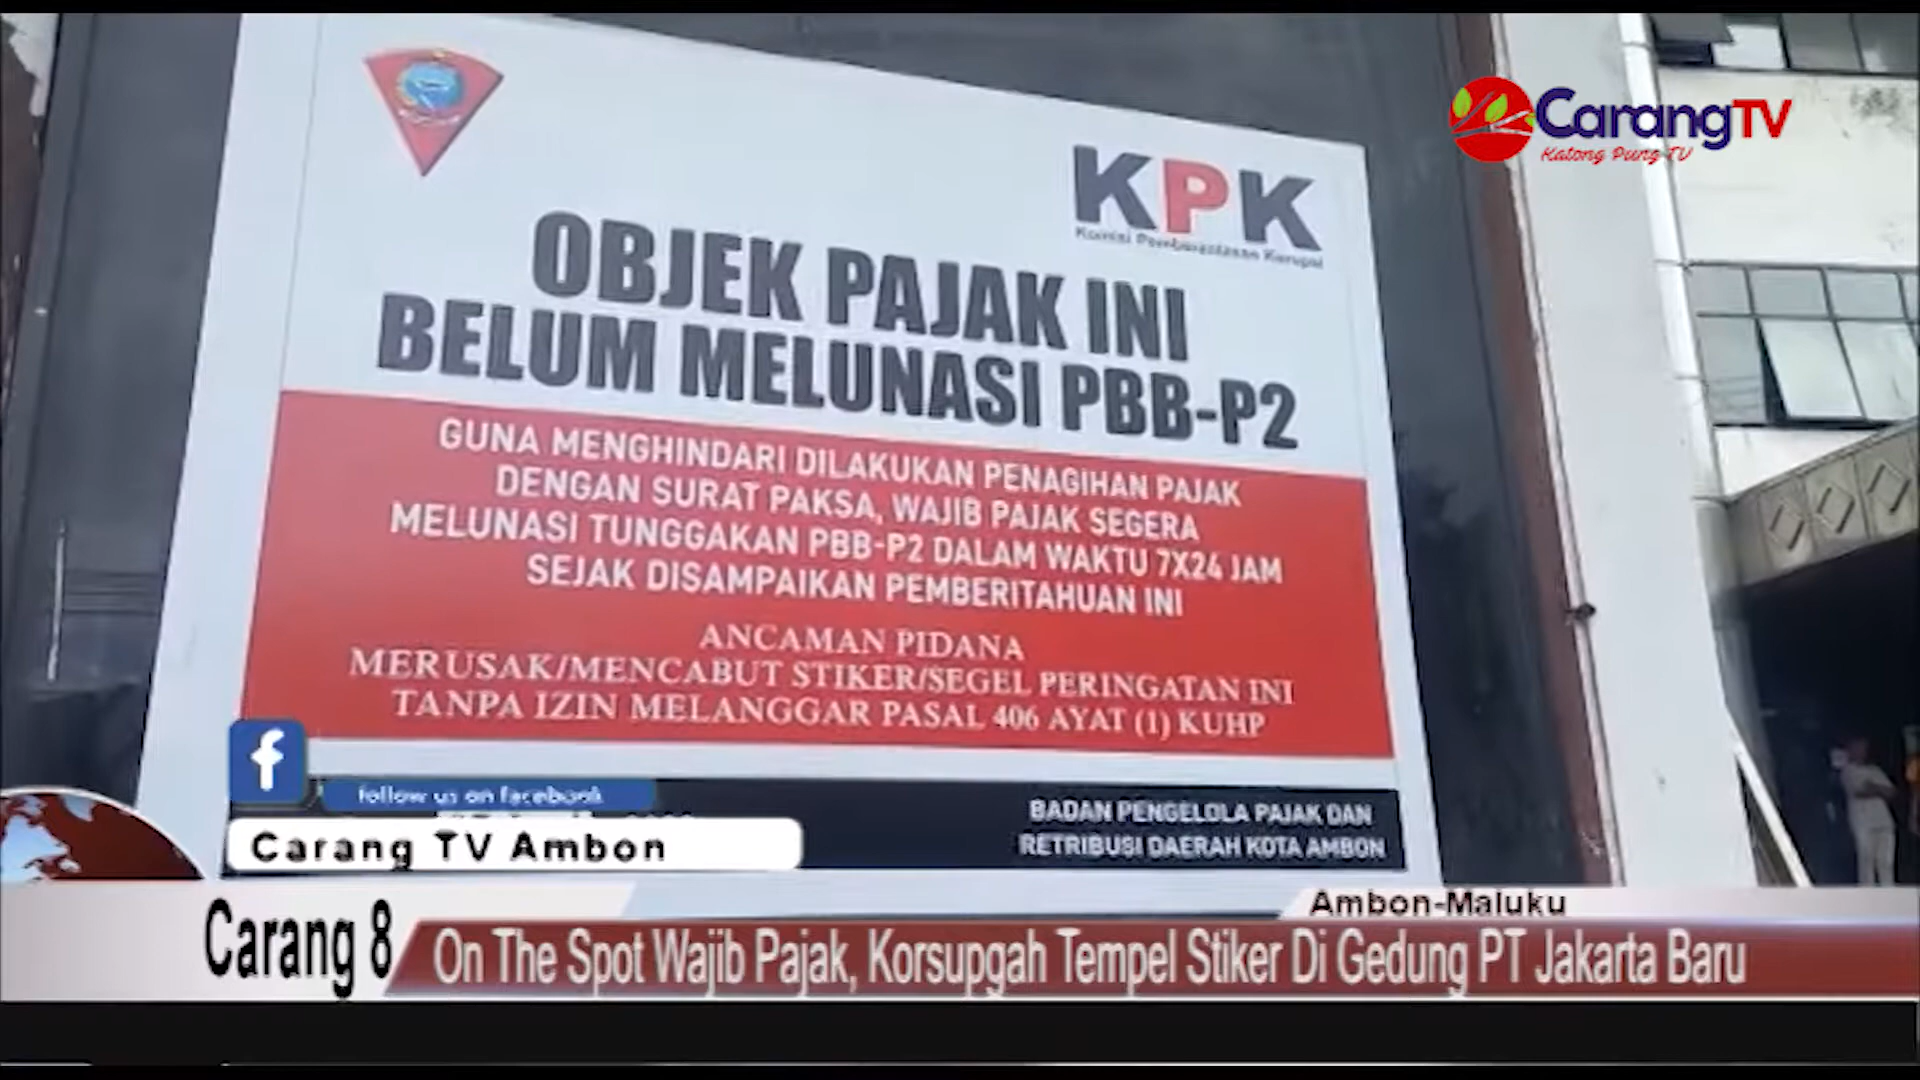 CarangTV
Katong Pung TV
KPK
Komisi Pemberantasan Korupsi
OBJEK PAJAK INI
BELUM MELUNASI PBB-P2
GUNA MENGHINDARI DILAKUKAN PENAGIHAN PAJAK
DENGAN SURAT PAKSA, WAJIB PAJAK SEGERA
MELUNASI TUNGGAKAN PBB-P2 DALAM WAKTU 7X24 JAM
SEJAK DISAMPAIKAN PEMBERITAHUAN INI
ANCAMAN PIDANA
MERUSAK/MENCABUT STIKER/SEGEL PERINGATAN INI
TANPA IZIN MELANGGAR PASAL 406 AYAT (1) KUHP
f
follow us on facebook
Carang TV Ambon
BADAN PENGELOLA PAJAK DAN
RETRIBUSI DAERAH KOTA AMBON
Ambon-Maluku
Carang 8
On The Spot Wajib Pajak, Korsupgah Tempel Stiker Di Gedung PT Jakarta Baru